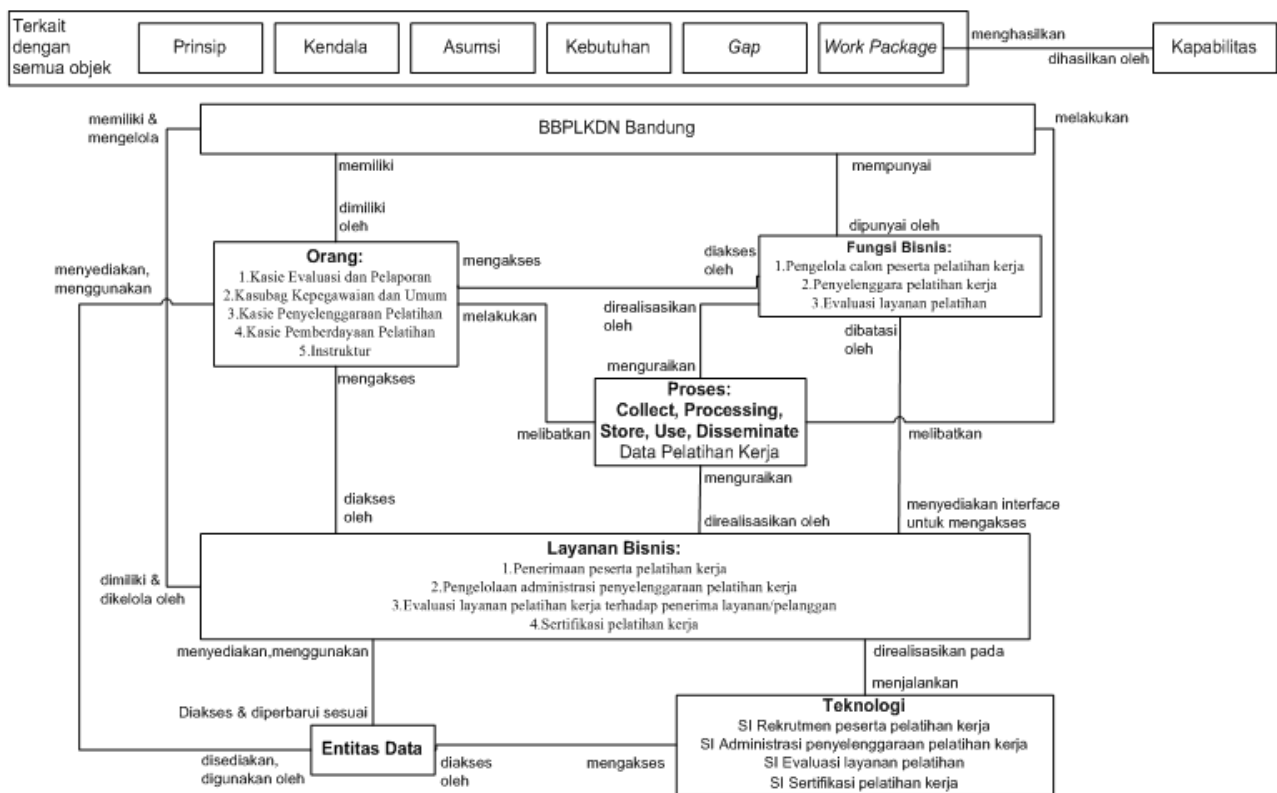 Terkait
dengan
semua objek
Prinsip
Kendala
Asumsi
Kebutuhan
Gap
Work Package
menghasilkan
dihasilkan oleh
Kapabilitas
memiliki &
mengelola
BBPLKDN Bandung
melakukan
memiliki
mempunyai
dimiliki
oleh
dipunyai oleh
menyediakan,
menggunakan
Orang:
1.Kasie Evaluasi dan Pelaporan
2.Kasubag Kepegawaian dan Umum
3.Kasie Penyelenggaraan Pelatihan
4.Kasie Pemberdayaan Pelatihan
5.Instruktur
mengakses
diakses
oleh
Fungsi Bisnis:
1.Pengelola calon peserta pelatihan kerja
2.Penyelenggara pelatihan kerja
3.Evaluasi layanan pelatihan
melakukan
direalisasikan
oleh
dibatasi
oleh
mengakses
menguraikan
Proses:
Collect, Processing,
Store, Use, Disseminate
Data Pelatihan Kerja
melibatkan
melibatkan
menguraikan
diakses
oleh
direalisasikan oleh
menyediakan interface
untuk mengakses
dimiliki &
dikelola oleh
Layanan Bisnis:
1.Penerimaan peserta pelatihan kerja
2.Pengelolaan administrasi penyelenggaraan pelatihan kerja
3.Evaluasi layanan pelatihan kerja terhadap penerima layanan/pelanggan
4.Sertifikasi pelatihan kerja
menyediakan,menggunakan
direalisasikan pada
menjalankan
Diakses & diperbarui sesuai
Entitas Data
disediakan,
digunakan oleh
diakses
oleh
mengakses
Teknologi
SI Rekrutmen peserta pelatihan kerja
SI Administrasi penyelenggaraan pelatihan kerja
SI Evaluasi layanan pelatihan
SI Sertifikasi pelatihan kerja